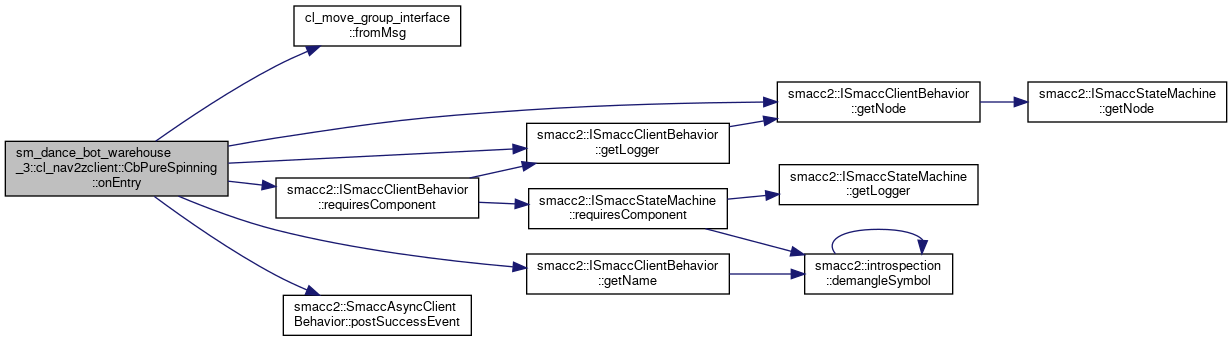 cl_move_group_interface
::fromMsg
smacc2::ISmaccClientBehavior
::getNode
smacc2::ISmaccStateMachine
::getNode
smacc2::ISmaccClientBehavior
::getLogger
sm_dance_bot_warehouse
_3::cl_nav2zclient::CbPureSpinning
::onEntry
smacc2::ISmaccClientBehavior
::requiresComponent
smacc2::ISmaccStateMachine
::requiresComponent
smacc2::ISmaccStateMachine
::getLogger
smacc2::ISmaccClientBehavior
::getName
smacc2::introspection
::demangleSymbol
smacc2::SmaccAsyncClient
Behavior::postSuccessEvent